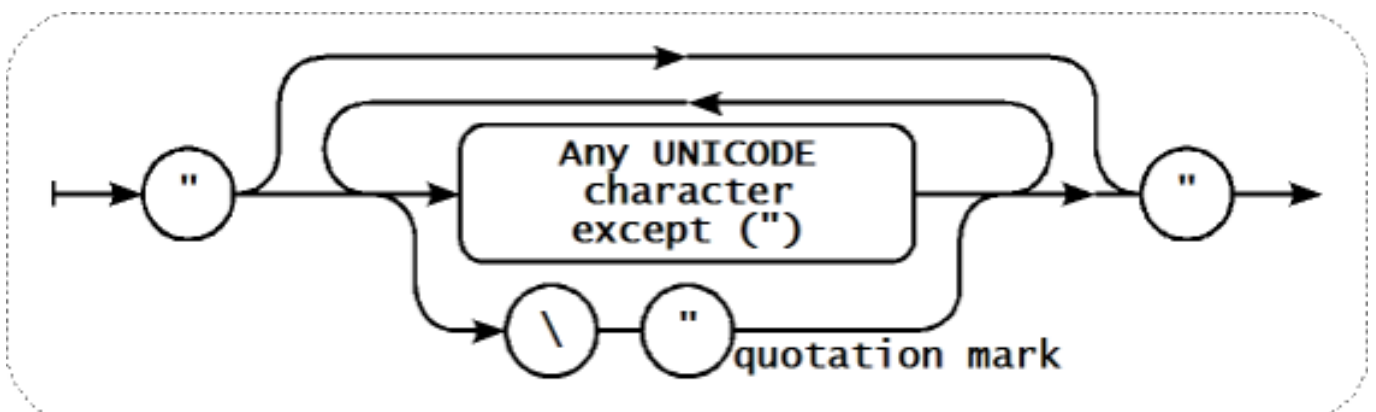 Any UNICODE
" character "
except (")
\ "
quotation mark